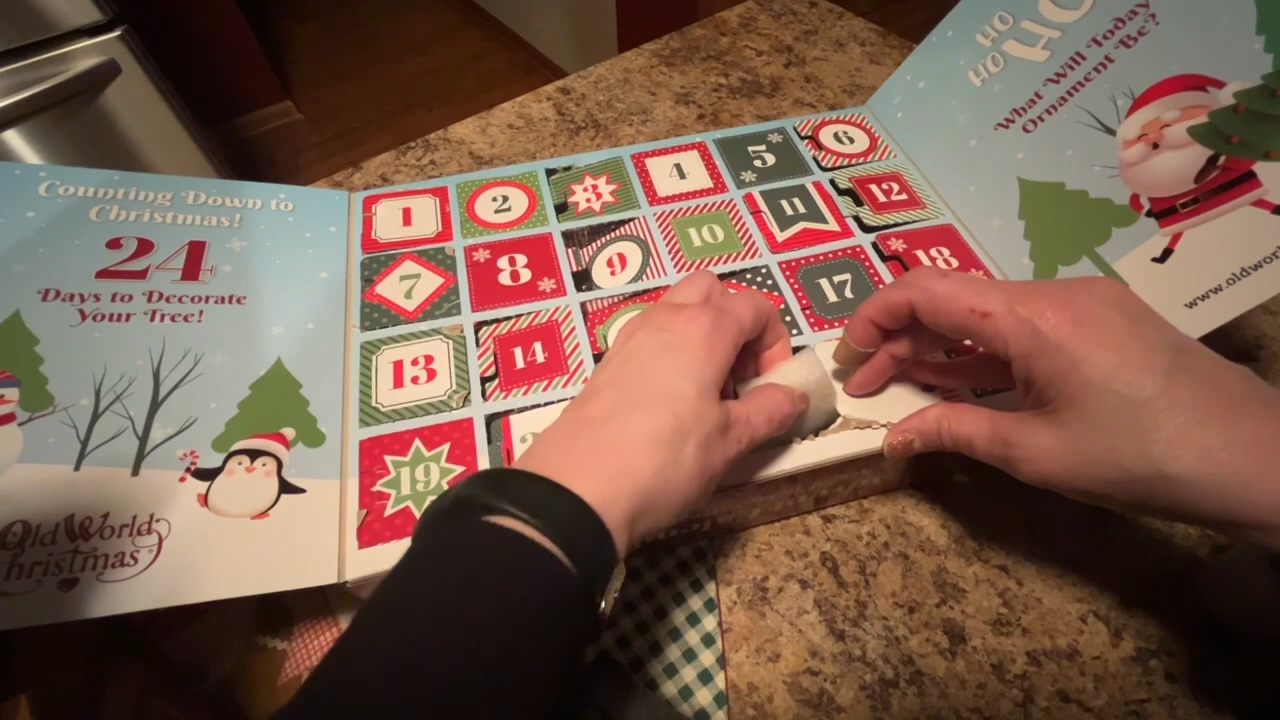 Counting Down to
Christmas!
24
Days to Decorate
Your Tree!
Old World
Christmas
HO
HO HO
What Will Today
Ornament Be?
www.oldwor
1
2
3
4
5
6
7
8
9
10
11
12
13
14
17
18
19